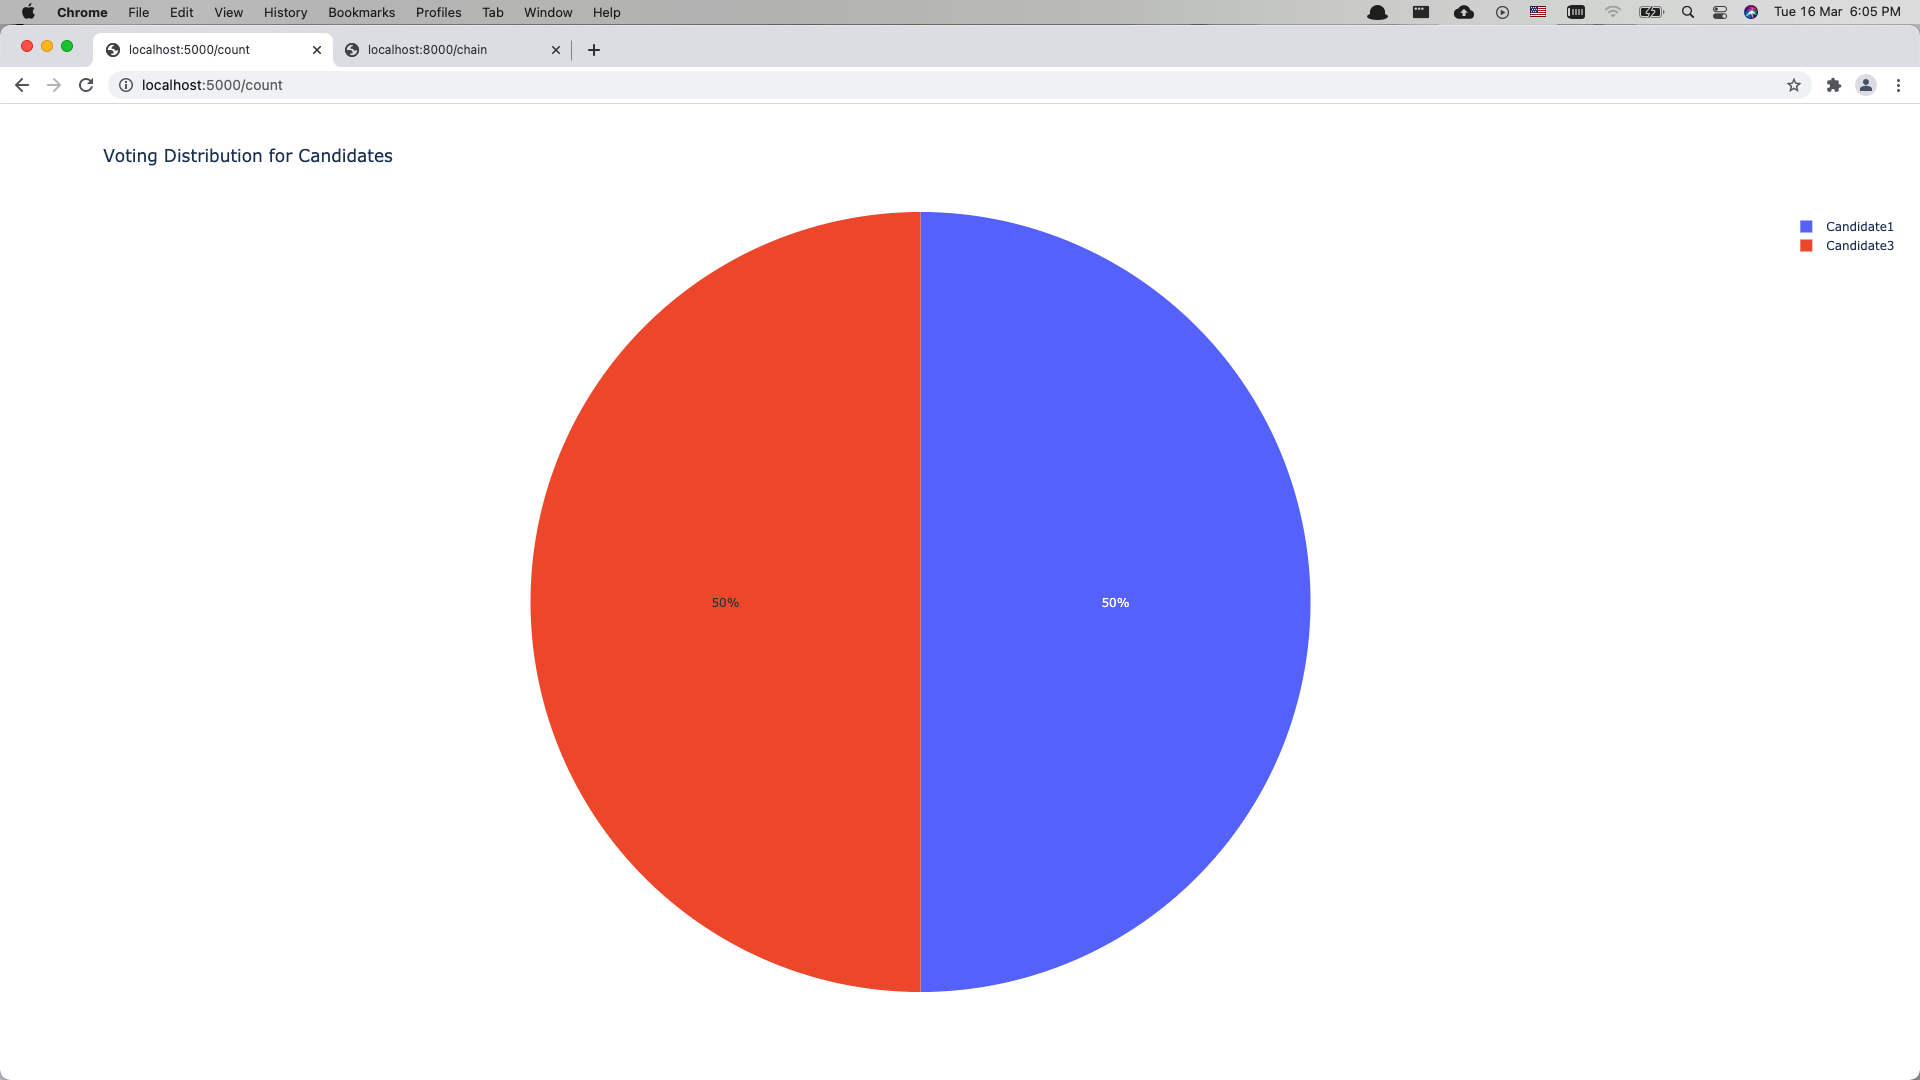 Chrome File Edit View History Bookmarks Profiles Tab Window Help Tue 16 Mar 6:05 PM
localhost:5000/count localhost:8000/chain
localhost:5000/count
Voting Distribution for Candidates
Candidate1
Candidate3
50% 50%